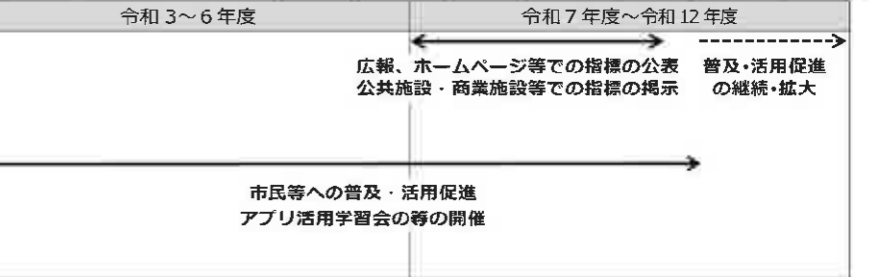 令和3～6年度
令和7年度～令和12年度
広報、ホームページ等での指標の公表
公共施設・商業施設等での指標の掲示
普及・活用促進
の継続・拡大
市民等への普及・活用促進
アプリ活用学習会の等の開催